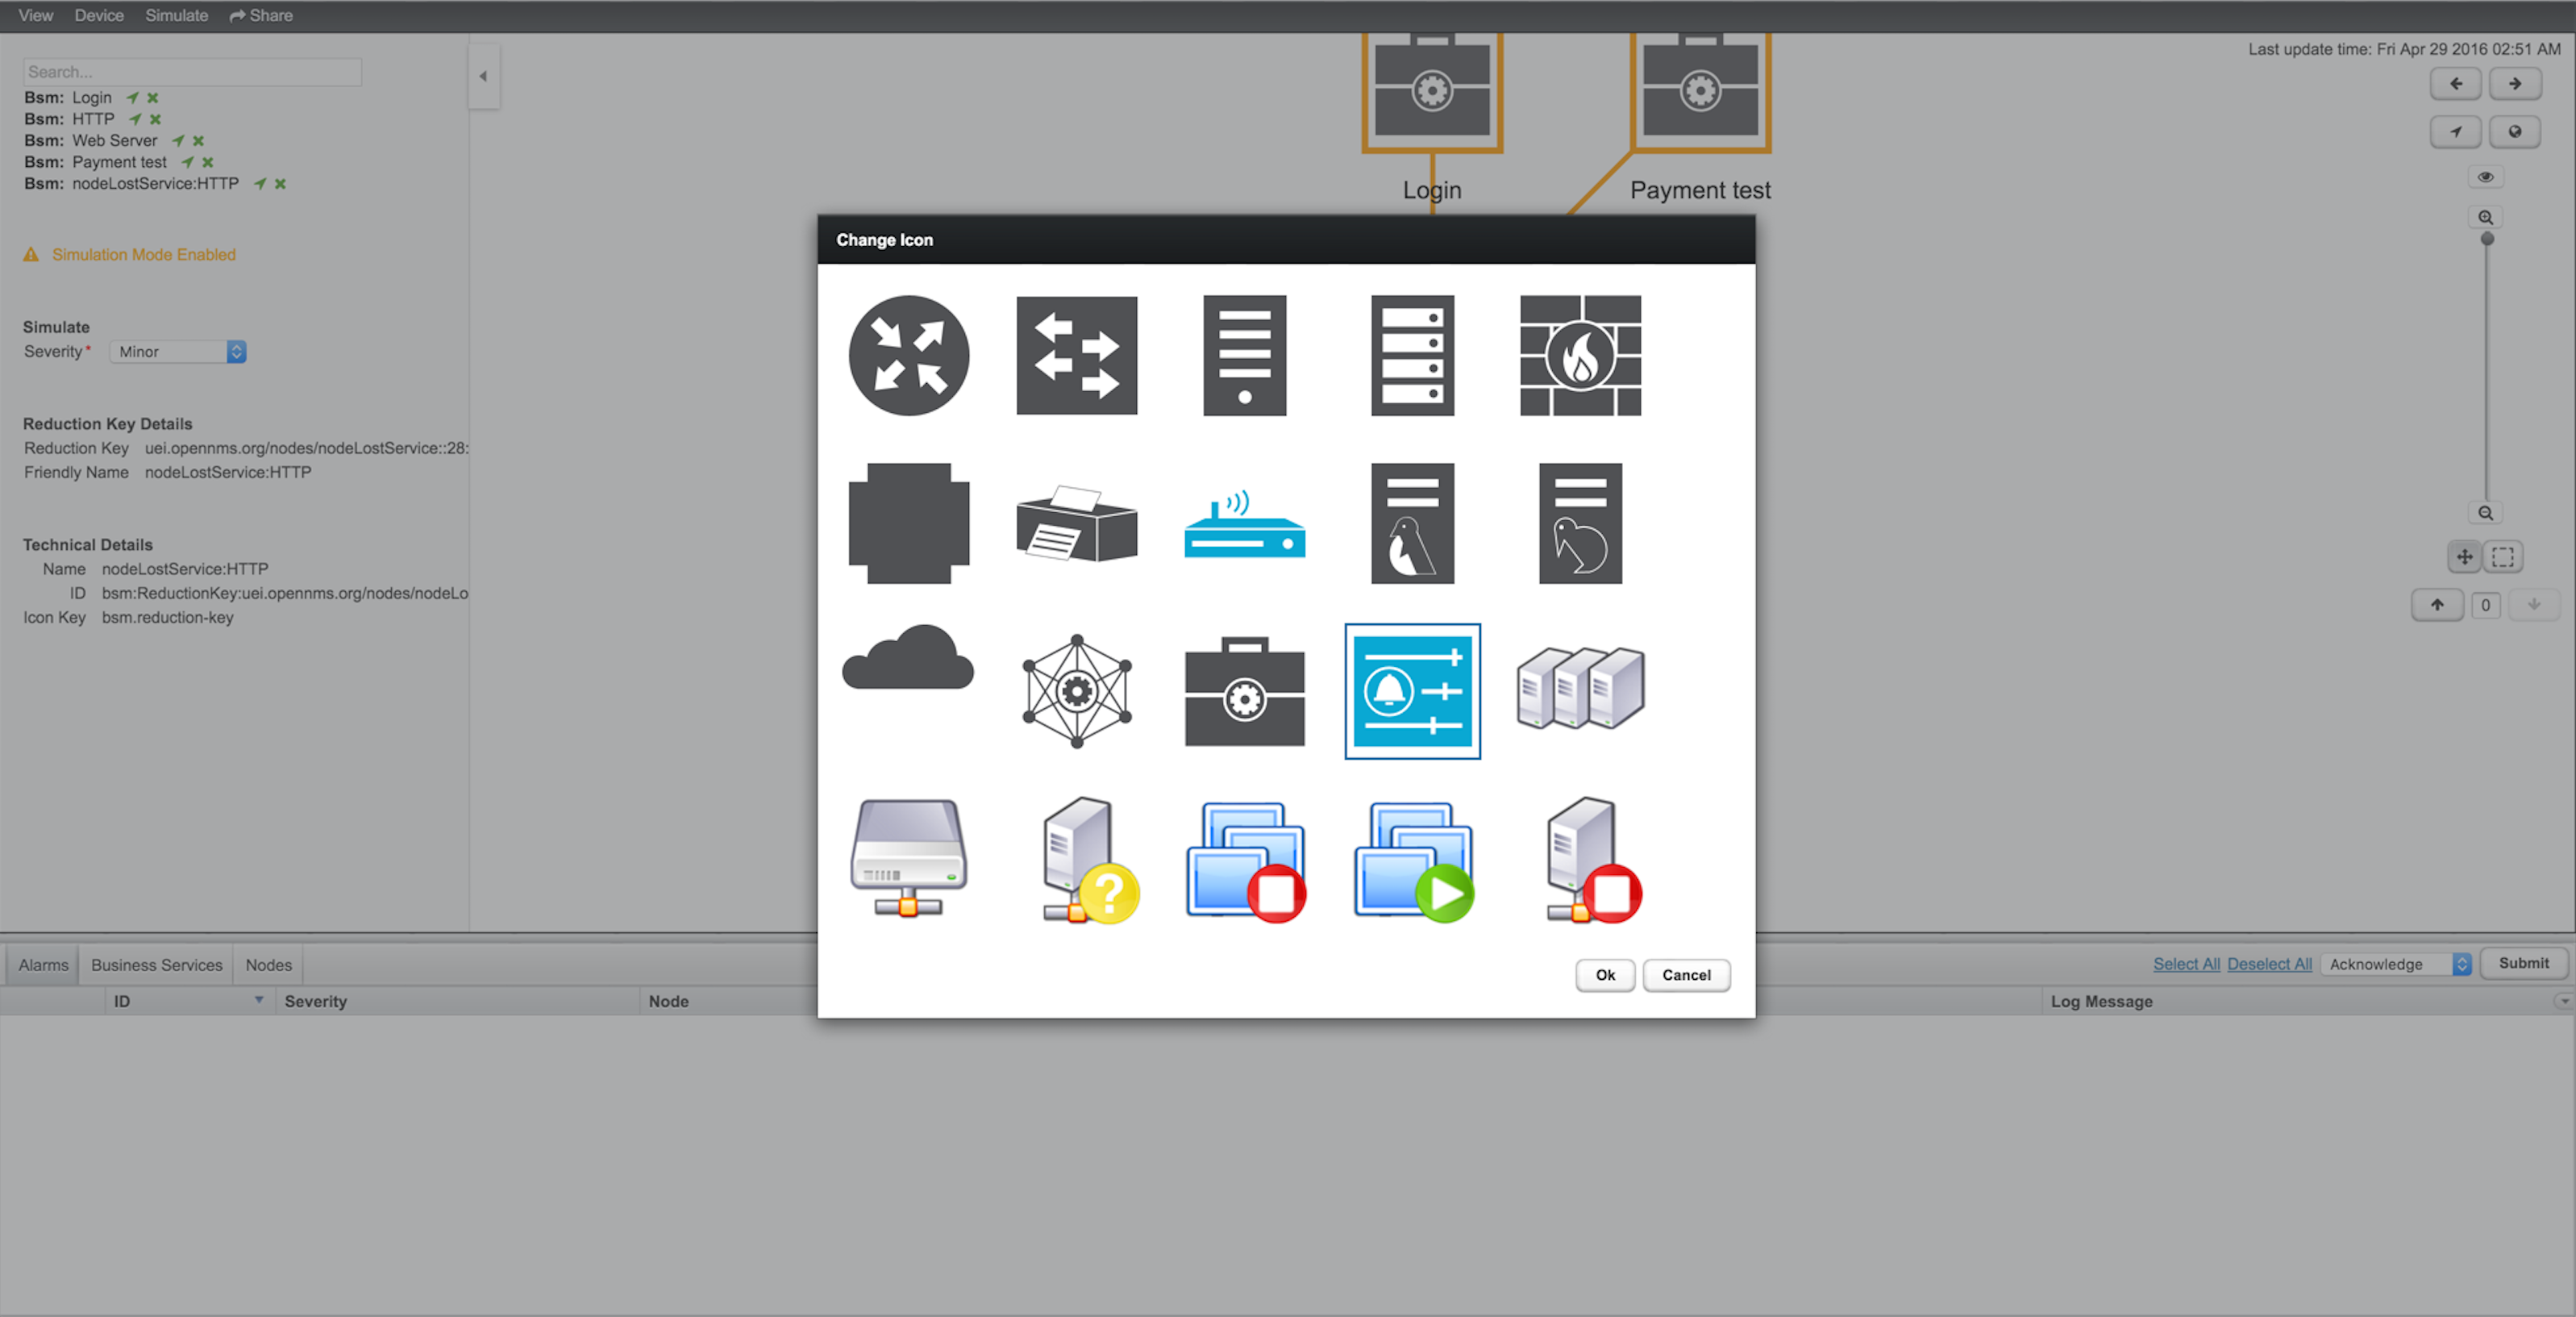 View Device Simulate Share
Last update time: Fri Apr 29 2016 02:51 AM
Search...
Bsm: Login
Bsm: HTTP
Bsm: Web Server
Bsm: Payment test
Bsm: nodeLostService:HTTP
Login
Payment test
Simulation Mode Enabled
Simulate
Severity* Minor
Reduction Key Details
Reduction Key uei.opennms.org/nodes/nodeLostService::28:
Friendly Name nodeLostService:HTTP
Technical Details
Name nodeLostService:HTTP
ID bsm:ReductionKey:uei.opennms.org/nodes/nodeLo
Icon Key bsm.reduction-key
Change Icon
?
Ok Cancel
0
Alarms Business Services Nodes
Select All Deselect All Acknowledge Submit
ID Severity Node Log Message